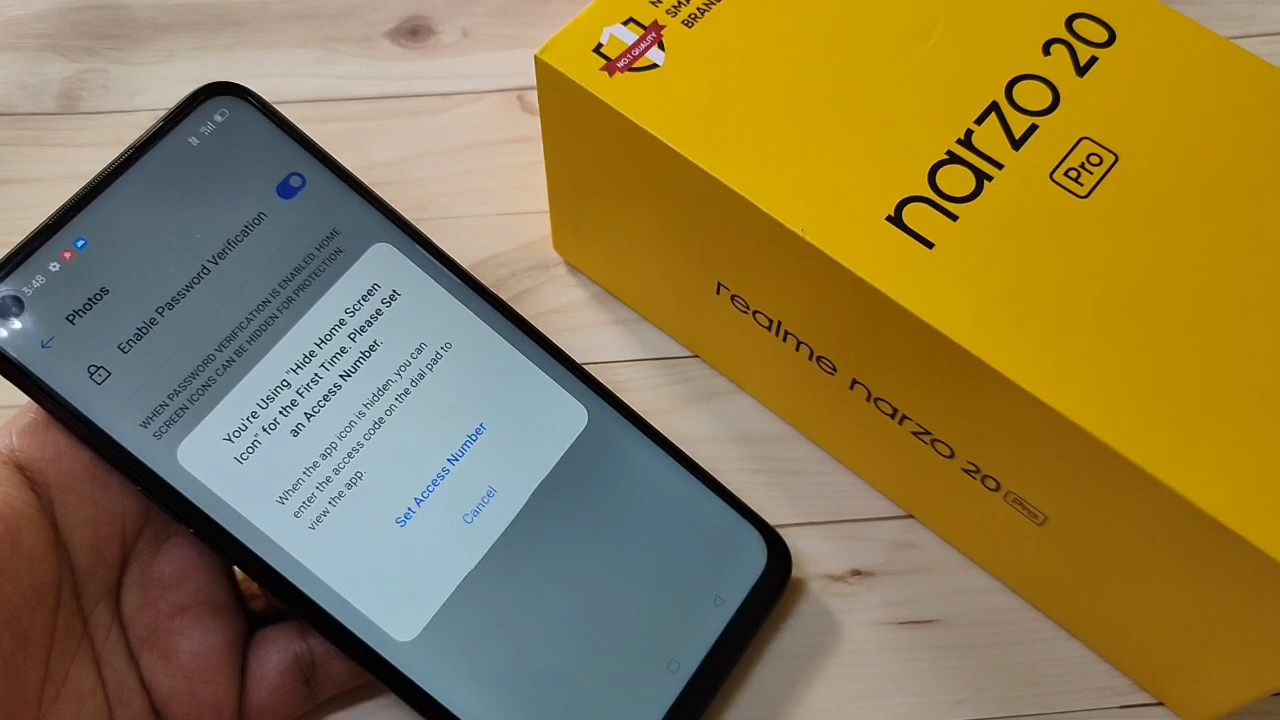 3:48
Photos
Enable Password Verification
WHEN PASSWORD VERIFICATION IS ENABLED, HOME
SCREEN ICONS CAN BE HIDDEN FOR PROTECTION.
You're Using "Hide Home Screen
Icon" for the First Time. Please Set
an Access Number.
When the app icon is hidden, you can
enter the access code on the dial pad to
view the app.
Set Access Number
Cancel
NO.1 QUALITY
narzo 20
Pro
realme narzo 20 Pro